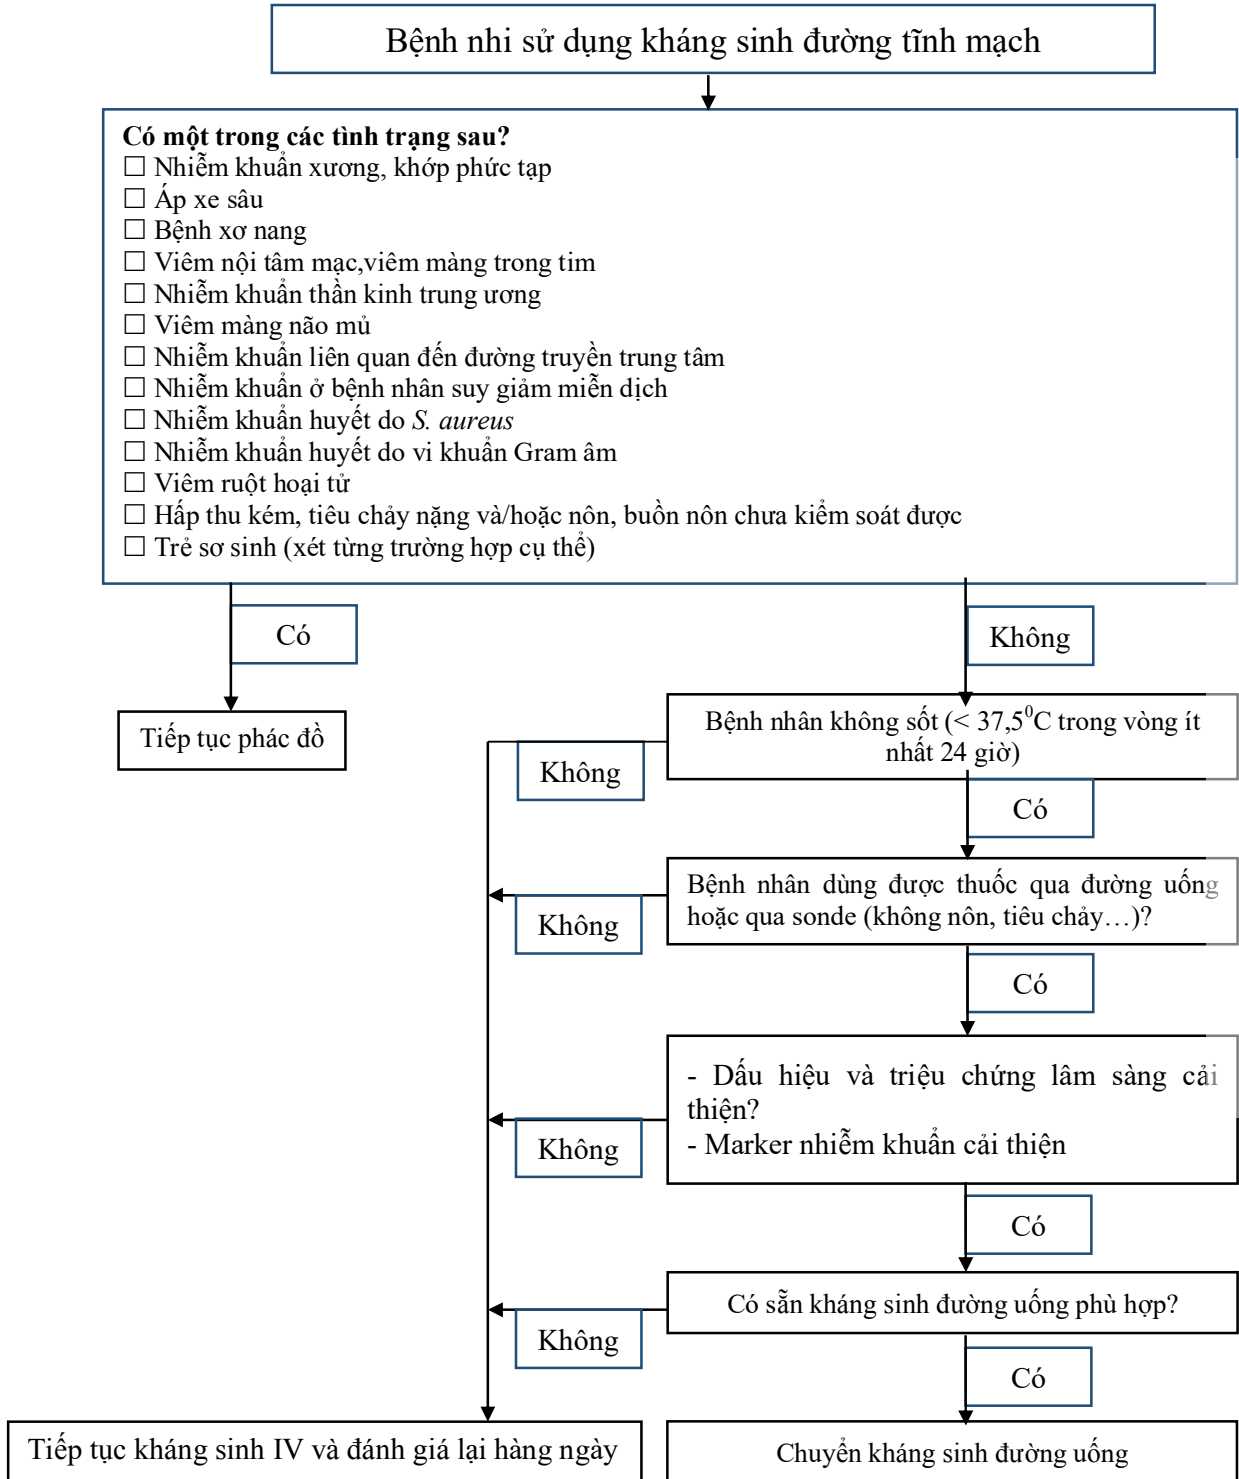 Bệnh nhi sử dụng kháng sinh đường tĩnh mạch
Có một trong các tình trạng sau?
☐ Nhiễm khuẩn xương, khớp phức tạp
☐ Áp xe sâu
☐ Bệnh xơ nang
☐ Viêm nội tâm mạc,viêm màng trong tim
☐ Nhiễm khuẩn thần kinh trung ương
☐ Viêm màng não mủ
☐ Nhiễm khuẩn liên quan đến đường truyền trung tâm
☐ Nhiễm khuẩn ở bệnh nhân suy giảm miễn dịch
☐ Nhiễm khuẩn huyết do S. aureus
☐ Nhiễm khuẩn huyết do vi khuẩn Gram âm
☐ Viêm ruột hoại tử
☐ Hấp thu kém, tiêu chảy nặng và/hoặc nôn, buồn nôn chưa kiểm soát được
☐ Trẻ sơ sinh (xét từng trường hợp cụ thể)
Có
Không
Tiếp tục phác đồ
Bệnh nhân không sốt (< 37,5⁰C trong vòng ít
nhất 24 giờ)
Không
Có
Bệnh nhân dùng được thuốc qua đường uống
hoặc qua sonde (không nôn, tiêu chảy…)?
Không
Có
- Dấu hiệu và triệu chứng lâm sàng cải
thiện?
- Marker nhiễm khuẩn cải thiện
Không
Có
Có sẵn kháng sinh đường uống phù hợp?
Không
Có
Tiếp tục kháng sinh IV và đánh giá lại hàng ngày
Chuyển kháng sinh đường uống